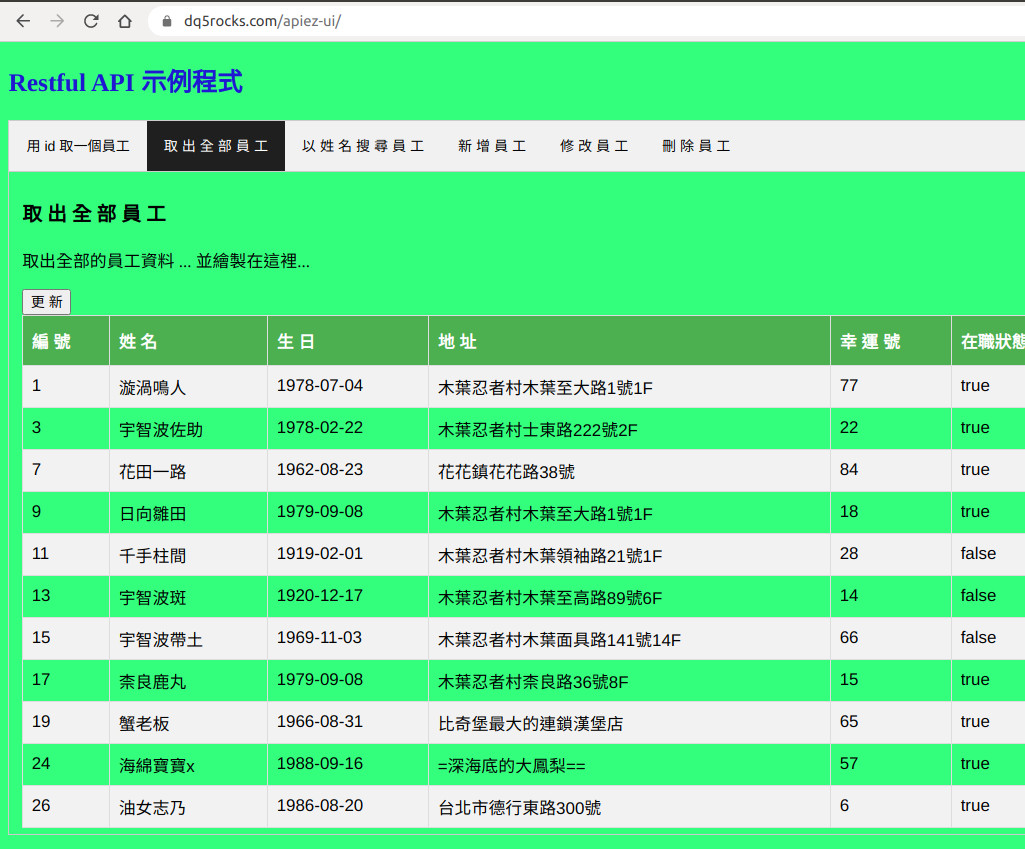 dq5rocks.com/apiez-ui/
Restful API 示例程式
用 id 取一個員工 取 出 全 部 員 工 以 姓 名 搜 尋 員 工 新 增 員 工 修 改 員 工 刪 除 員 工
取 出 全 部 員 工
取出全部的員工資料 ... 並繪製在這裡...
更 新
編 號 姓 名 生 日 地 址 幸 運 號 在職狀態
1 漩渦鳴人 1978-07-04 木葉忍者村木葉至大路1號1F 77 true
3 宇智波佐助 1978-02-22 木葉忍者村士東路222號2F 22 true
7 花田一路 1962-08-23 花花鎮花花路38號 84 true
9 日向雛田 1979-09-08 木葉忍者村木葉至大路1號1F 18 true
11 千手柱間 1919-02-01 木葉忍者村木葉領袖路21號1F 28 false
13 宇智波斑 1920-12-17 木葉忍者村木葉至高路89號6F 14 false
15 宇智波帶土 1969-11-03 木葉忍者村木葉面具路141號14F 66 false
17 柰良鹿丸 1979-09-08 木葉忍者村柰良路36號8F 15 true
19 蟹老板 1966-08-31 比奇堡最大的連鎖漢堡店 65 true
24 海綿寶寶x 1988-09-16 =深海底的大鳳梨== 57 true
26 油女志乃 1986-08-20 台北市德行東路300號 6 true